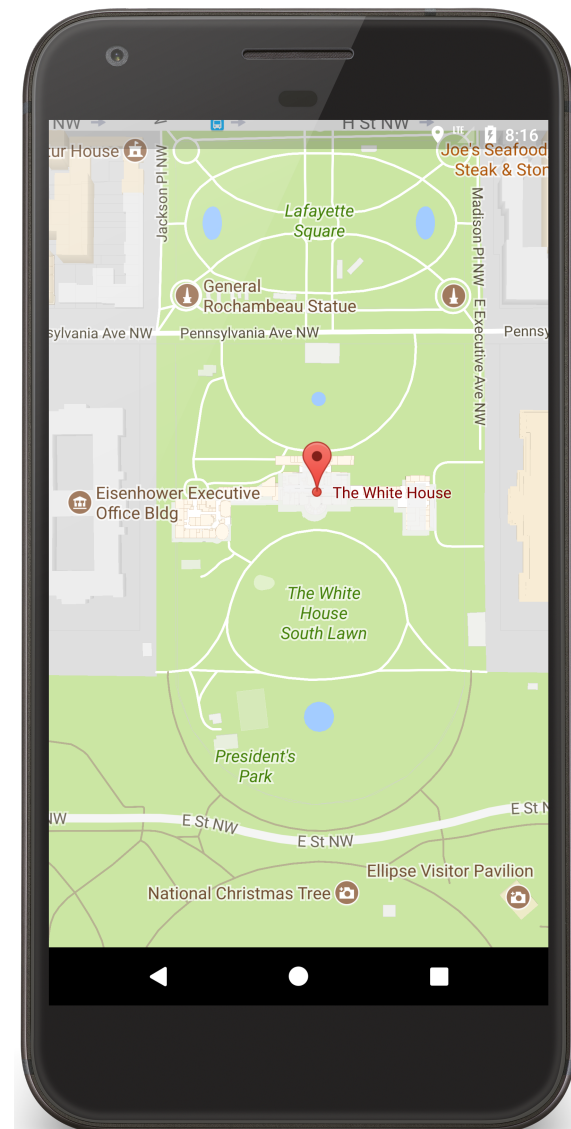 NW
H St NW
LTE
8:16
tur House
Joe's Seafood
Steak & Ston
Jackson Pl NW
Madison Pl NW
Lafayette
Square
General
Rochambeau Statue
sylvania Ave NW
Pennsylvania Ave NW
E Executive Ave NW
Pennsy
Eisenhower Executive
Office Bldg
The White House
The White
House
South Lawn
President's
Park
NW
E St NW
E St NW
E St N
Ellipse Visitor Pavilion
National Christmas Tree